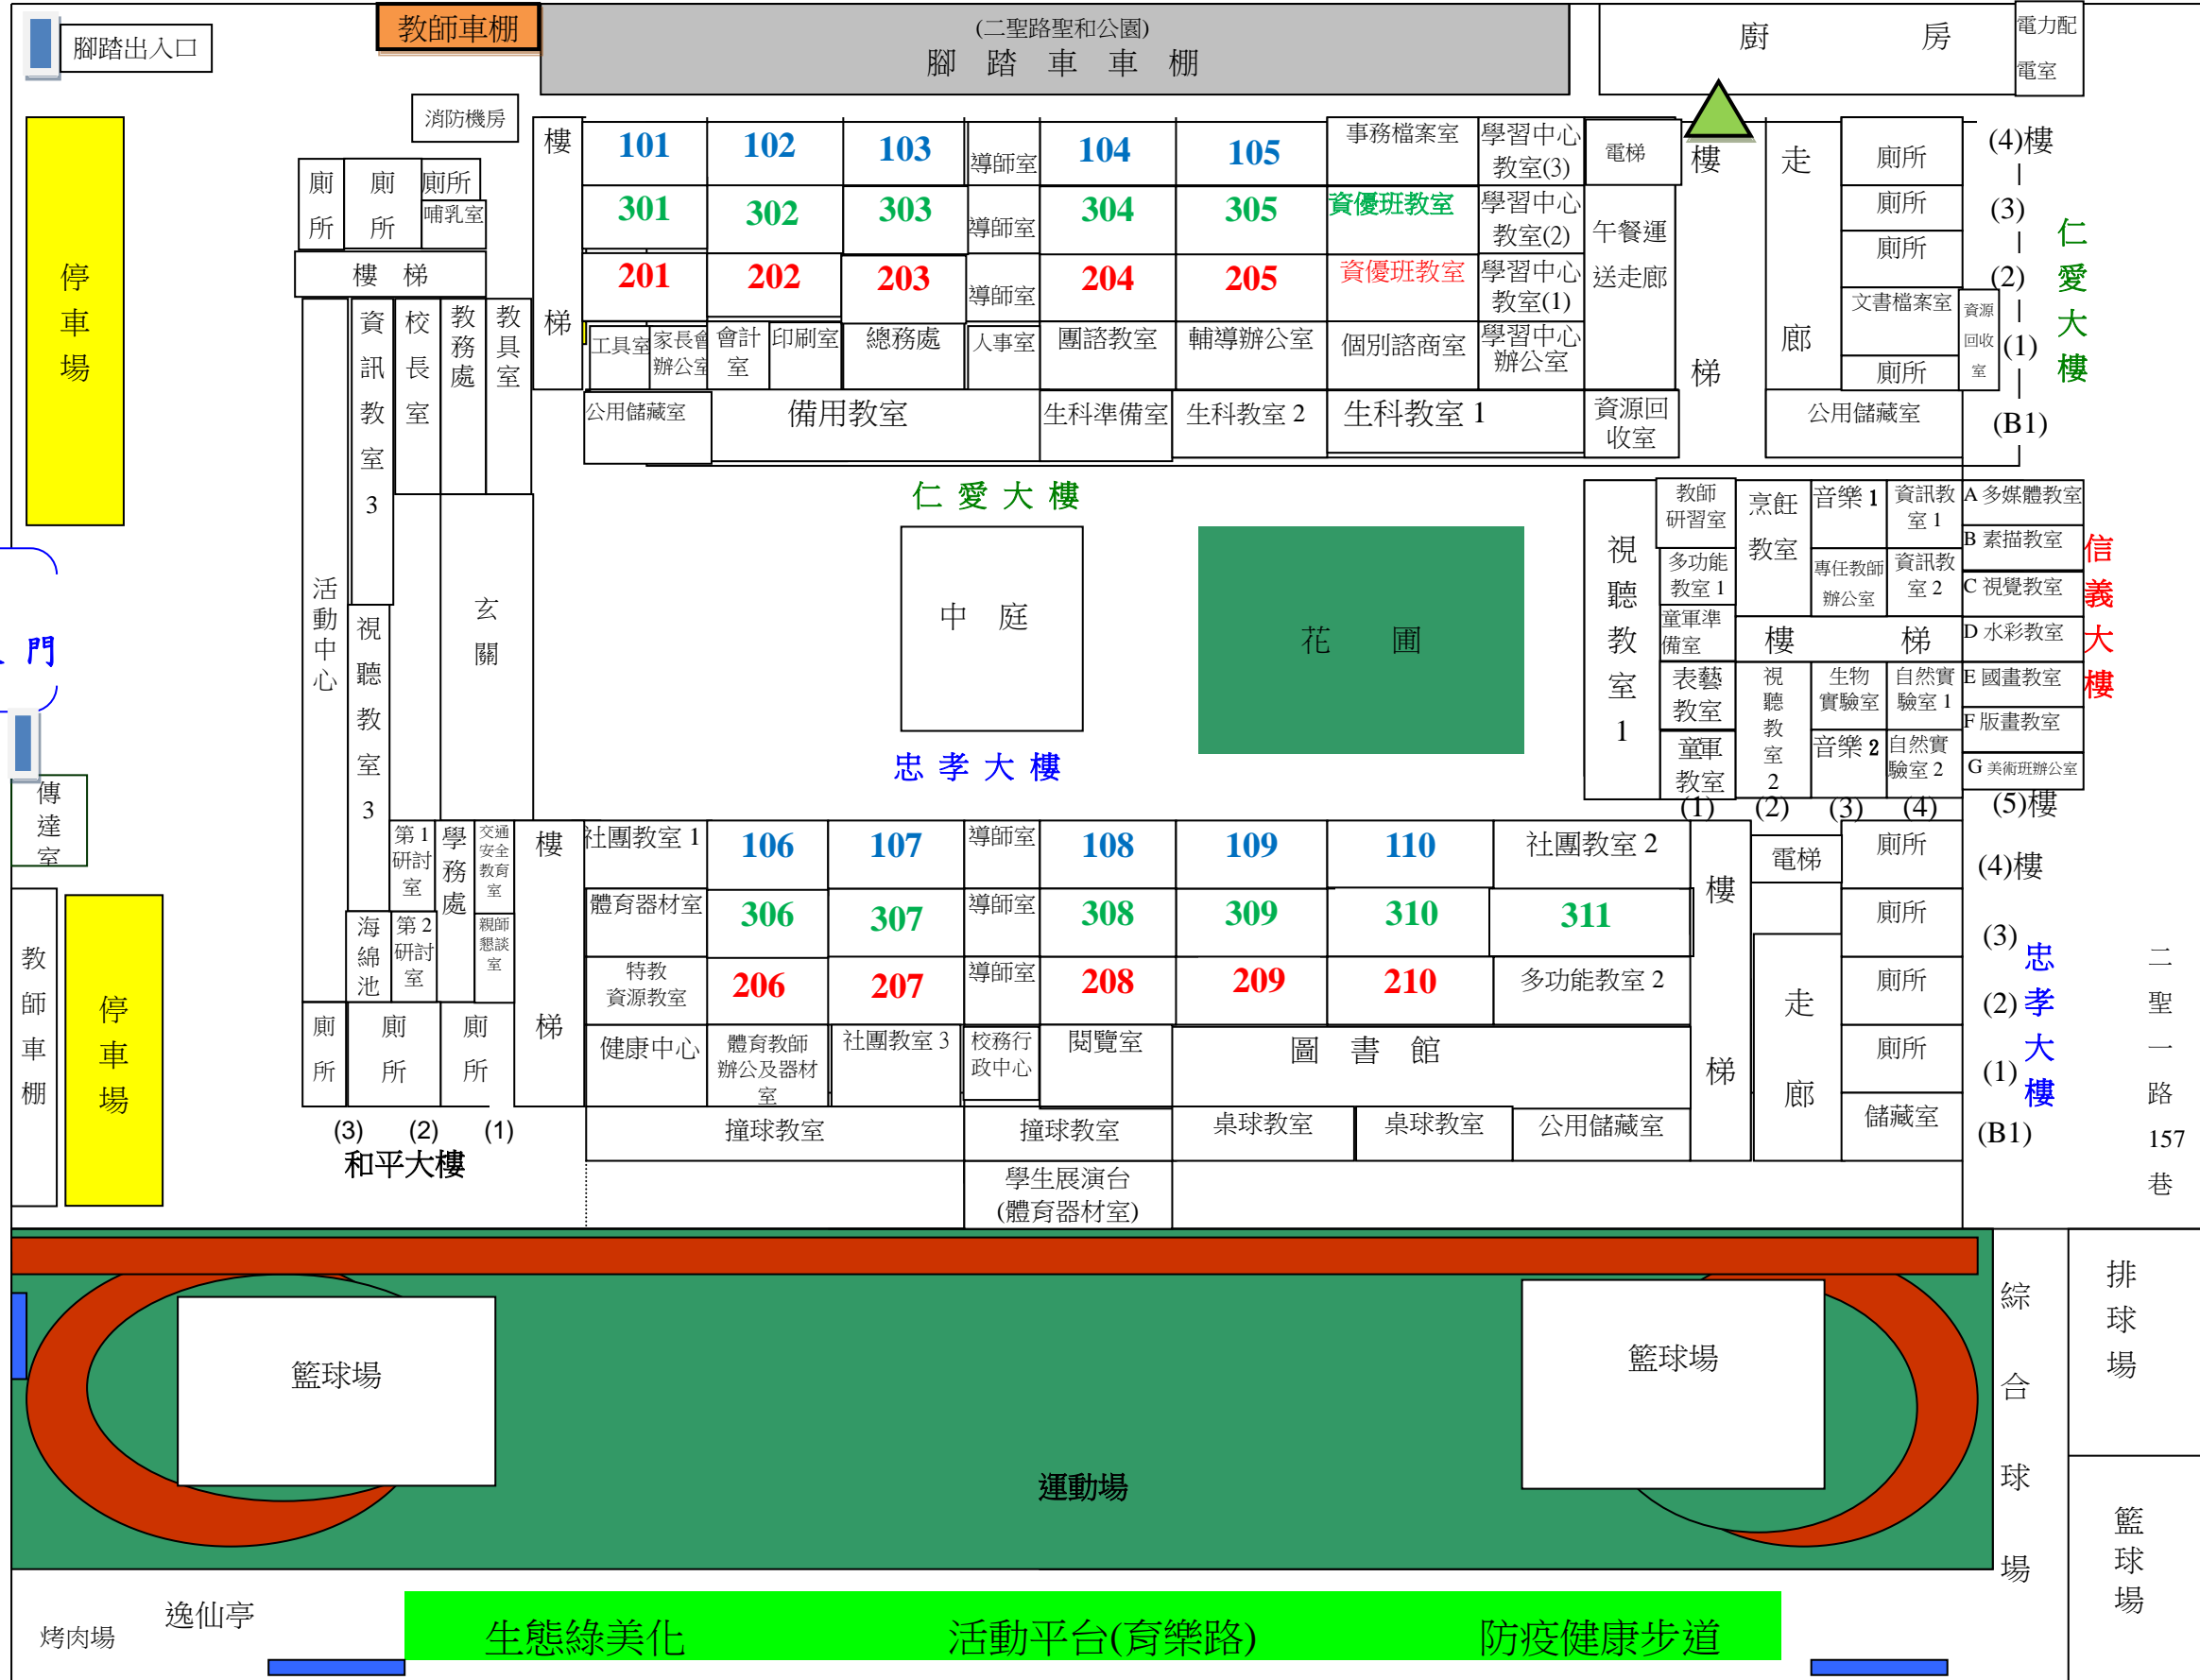 腳踏出入口
教師車棚
(二聖路聖和公園)
腳 踏 車 車 棚
廚 房
電力配
電室
停車場
消防機房
廁所
廁所
廁所
哺乳室
樓 梯
樓梯
101
102
103
導師室
104
105
事務檔案室
學習中心
教室(3)
電梯
301
302
303
導師室
304
305
資優班教室
學習中心
教室(2)
午餐運
送走廊
201
202
203
導師室
204
205
資優班教室
學習中心
教室(1)
工具室
家長會
辦公室
會計
室
印刷室
總務處
人事室
團諮教室
輔導辦公室
個別諮商室
學習中心
辦公室
公用儲藏室
備用教室
生科準備室
生科教室 2
生科教室 1
資源回
收室
樓梯
走廊
廁所
廁所
廁所
文書檔案室
資源
回收
室
廁所
公用儲藏室
(4)樓
(3)
(2)
(1)
(B1)
仁愛大樓
活動中心
資訊教室3
校長室
教務處
教具室
玄關
視聽教室3
第 1
研討
室
學務處
交通
安全
教育
室
海綿池
第 2
研討
室
親師
懇談
室
廁所
廁所
廁所
(3)
(2)
(1)
和平大樓
仁 愛 大 樓
中 庭
花 圃
忠 孝 大 樓
視聽教室1
教師
研習室
多功能
教室 1
童軍準
備室
表藝
教室
童軍
教室
烹飪
教室
音樂 1
專任教師
辦公室
資訊教
室 1
資訊教
室 2
樓 梯
視聽教室2
生物
實驗室
音樂 2
自然實
驗室 1
自然實
驗室 2
A 多媒體教室
B 素描教室
C 視覺教室
D 水彩教室
E 國畫教室
F 版畫教室
G 美術班辦公室
(1)
(2)
(3)
(4)
(5)樓
信義大樓
門
傳達室
教師車棚
停車場
樓梯
社團教室 1
106
107
導師室
108
109
110
社團教室 2
體育器材室
306
307
導師室
308
309
310
311
特教
資源教室
206
207
導師室
208
209
210
多功能教室 2
健康中心
體育教師
辦公及器材
室
社團教室 3
校務行
政中心
閱覽室
圖 書 館
撞球教室
撞球教室
桌球教室
桌球教室
公用儲藏室
學生展演台
(體育器材室)
樓梯
電梯
走廊
廁所
廁所
廁所
廁所
儲藏室
(4)樓
(3)
(2)
(1)
(B1)
忠孝大樓
二聖一路157巷
籃球場
運動場
籃球場
綜合球場
排球場
籃球場
烤肉場
逸仙亭
生態綠美化
活動平台(育樂路)
防疫健康步道